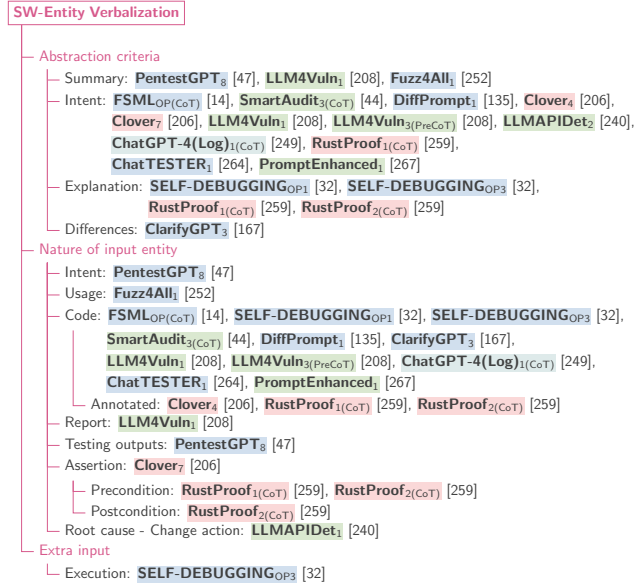 SW-Entity Verbalization
Abstraction criteria
Summary: PentestGPT8 [47], LLM4Vuln1 [208], Fuzz4All1 [252]
Intent: FSMLOP(CoT) [14], SmartAudit3(CoT) [44], DiffPrompt1 [135], Clover4 [206],
Clover7 [206], LLM4Vuln1 [208], LLM4Vuln3(PreCoT) [208], LLMAPIDet2 [240],
ChatGPT-4(Log)1(CoT) [249], RustProof1(CoT) [259],
ChatTESTER1 [264], PromptEnhanced1 [267]
Explanation: SELF-DEBUGGINGOP1 [32], SELF-DEBUGGINGOP3 [32],
RustProof1(CoT) [259], RustProof2(CoT) [259]
Differences: ClarifyGPT3 [167]
Nature of input entity
Intent: PentestGPT8 [47]
Usage: Fuzz4All1 [252]
Code: FSMLOP(CoT) [14], SELF-DEBUGGINGOP1 [32], SELF-DEBUGGINGOP3 [32],
SmartAudit3(CoT) [44], DiffPrompt1 [135], ClarifyGPT3 [167],
LLM4Vuln1 [208], LLM4Vuln3(PreCoT) [208], ChatGPT-4(Log)1(CoT) [249],
ChatTESTER1 [264], PromptEnhanced1 [267]
Annotated: Clover4 [206], RustProof1(CoT) [259], RustProof2(CoT) [259]
Report: LLM4Vuln1 [208]
Testing outputs: PentestGPT8 [47]
Assertion: Clover7 [206]
Precondition: RustProof1(CoT) [259], RustProof2(CoT) [259]
Postcondition: RustProof2(CoT) [259]
Root cause - Change action: LLMAPIDet1 [240]
Extra input
Execution: SELF-DEBUGGINGOP3 [32]